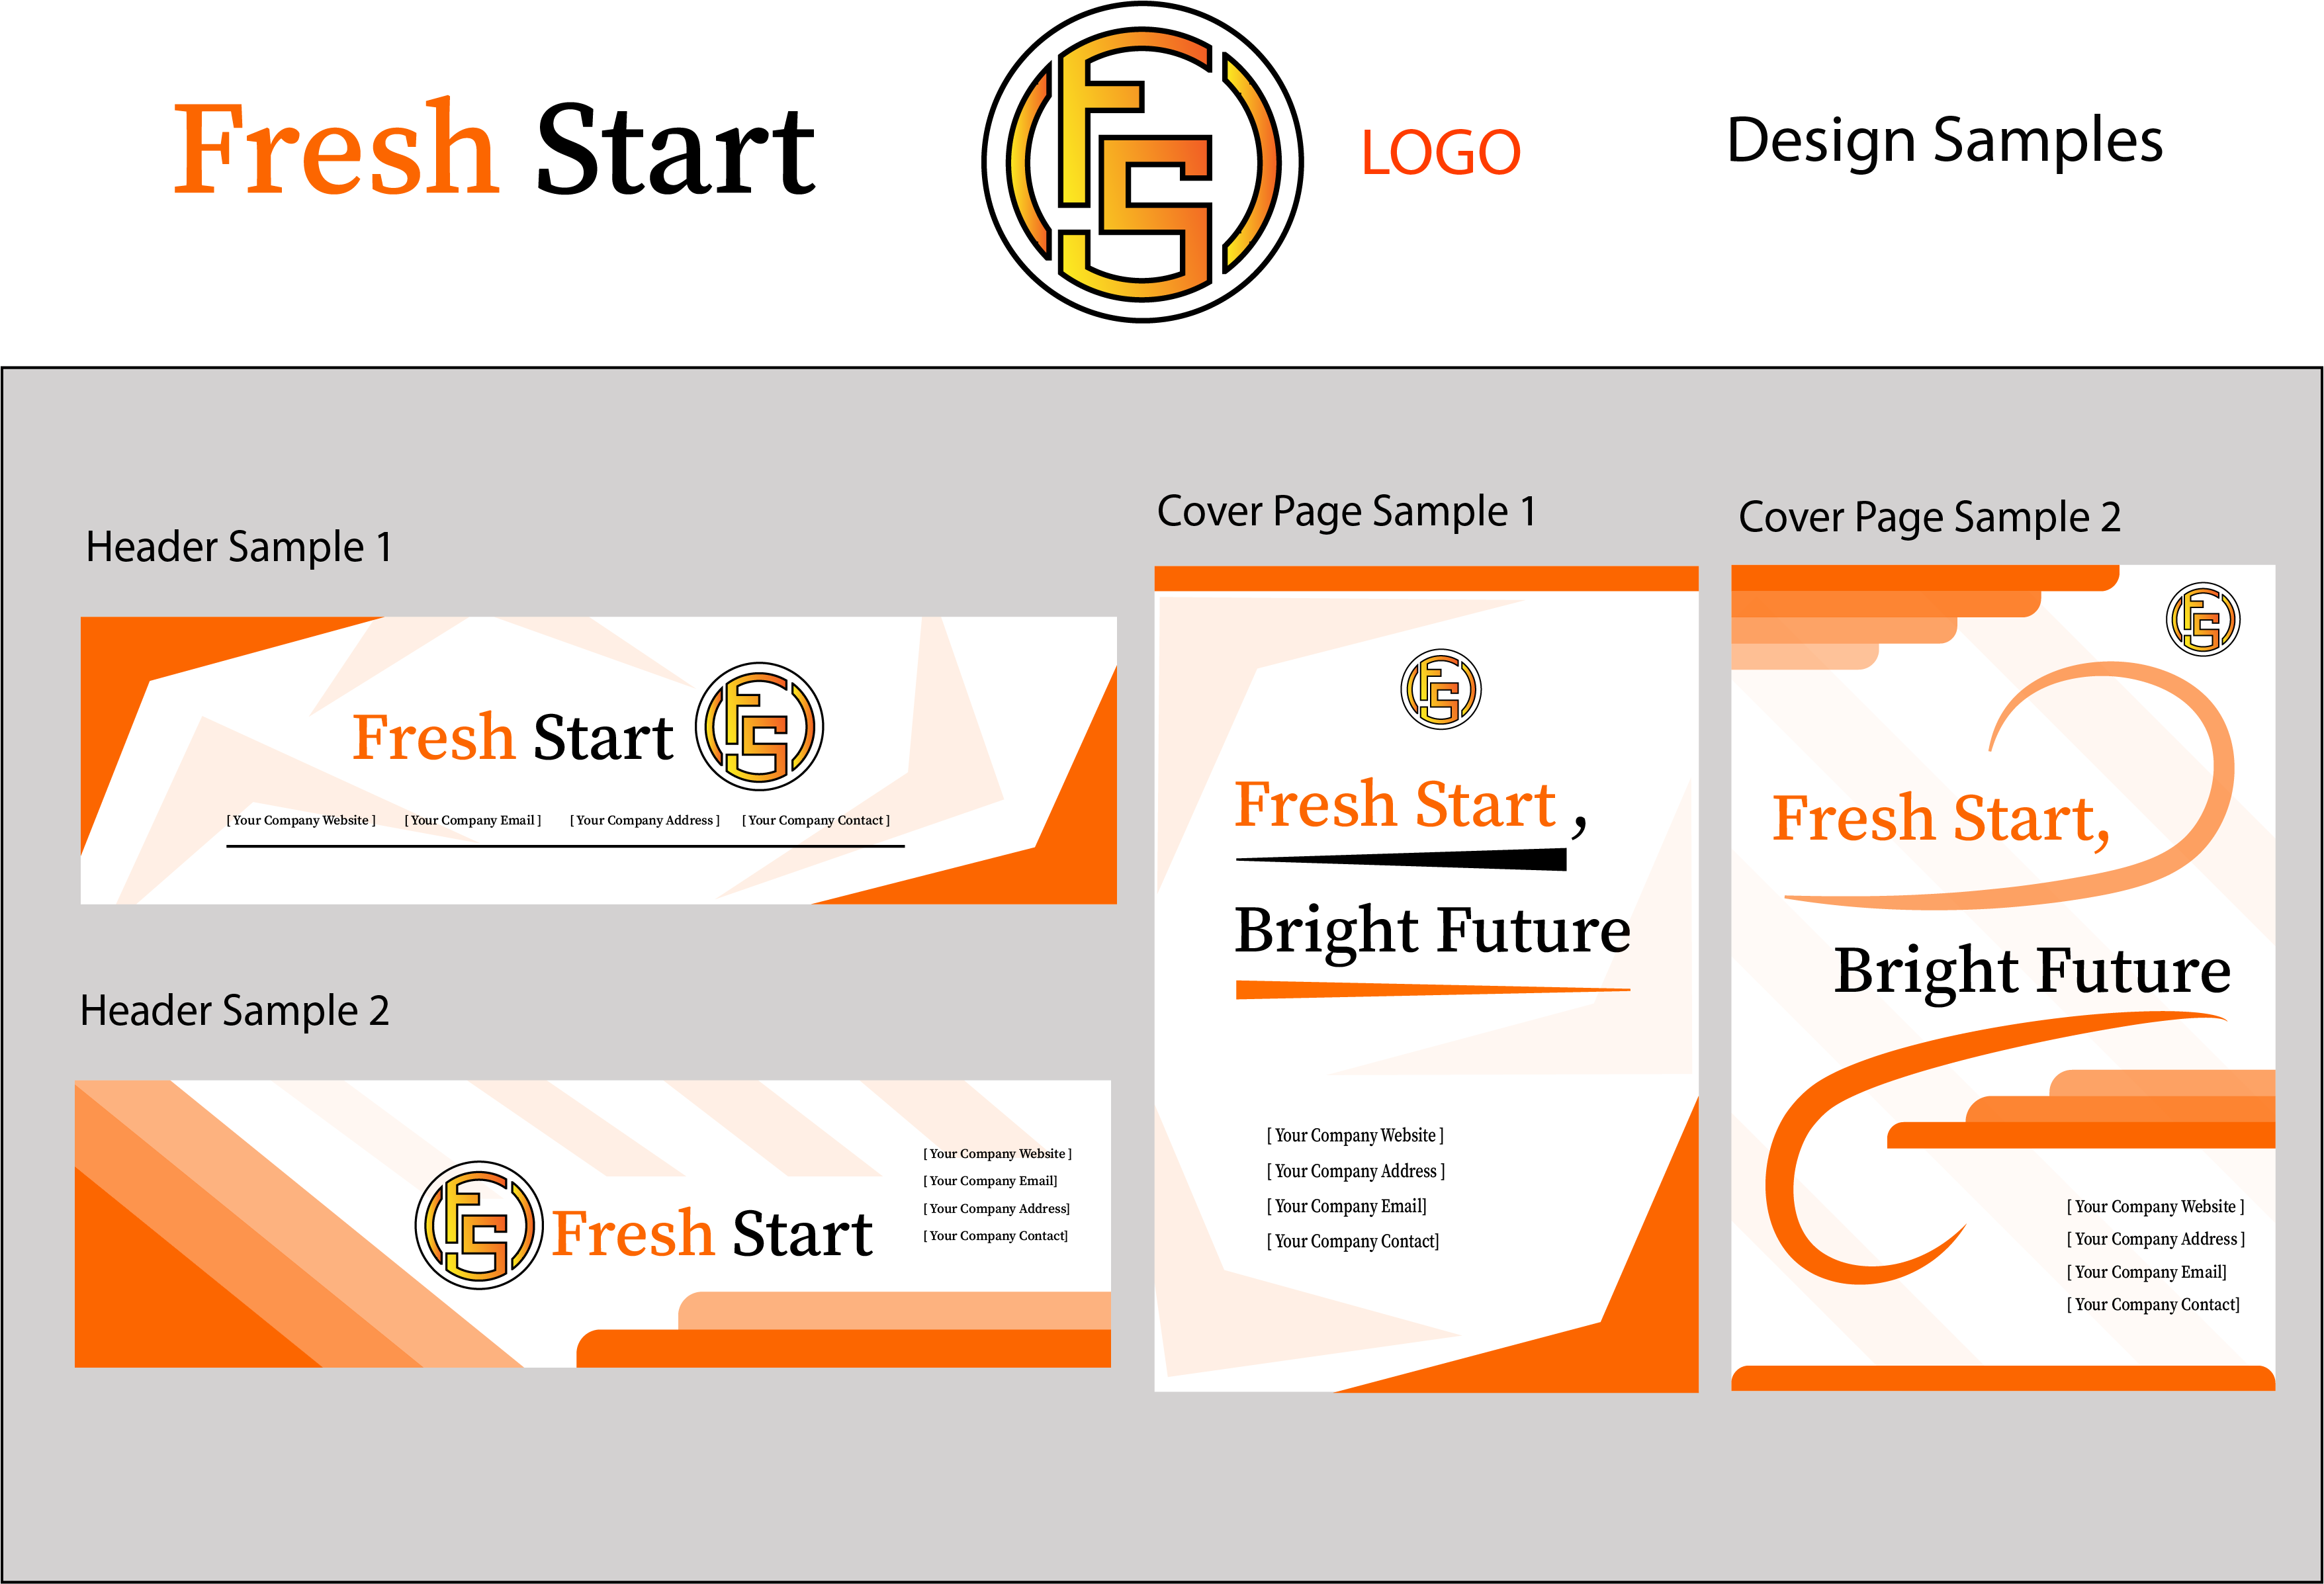 Fresh Start
FS
LOGO
Design Samples
Header Sample 1
Fresh Start
FS
[ Your Company Website ]
[ Your Company Email ]
[ Your Company Address ]
[ Your Company Contact ]
Header Sample 2
FS
Fresh Start
[ Your Company Website ]
[ Your Company Email]
[ Your Company Address]
[ Your Company Contact]
Cover Page Sample 1
FS
Fresh Start ,
Bright Future
[ Your Company Website ]
[ Your Company Address ]
[ Your Company Email]
[ Your Company Contact]
Cover Page Sample 2
FS
Fresh Start,
Bright Future
[ Your Company Website ]
[ Your Company Address ]
[ Your Company Email]
[ Your Company Contact]